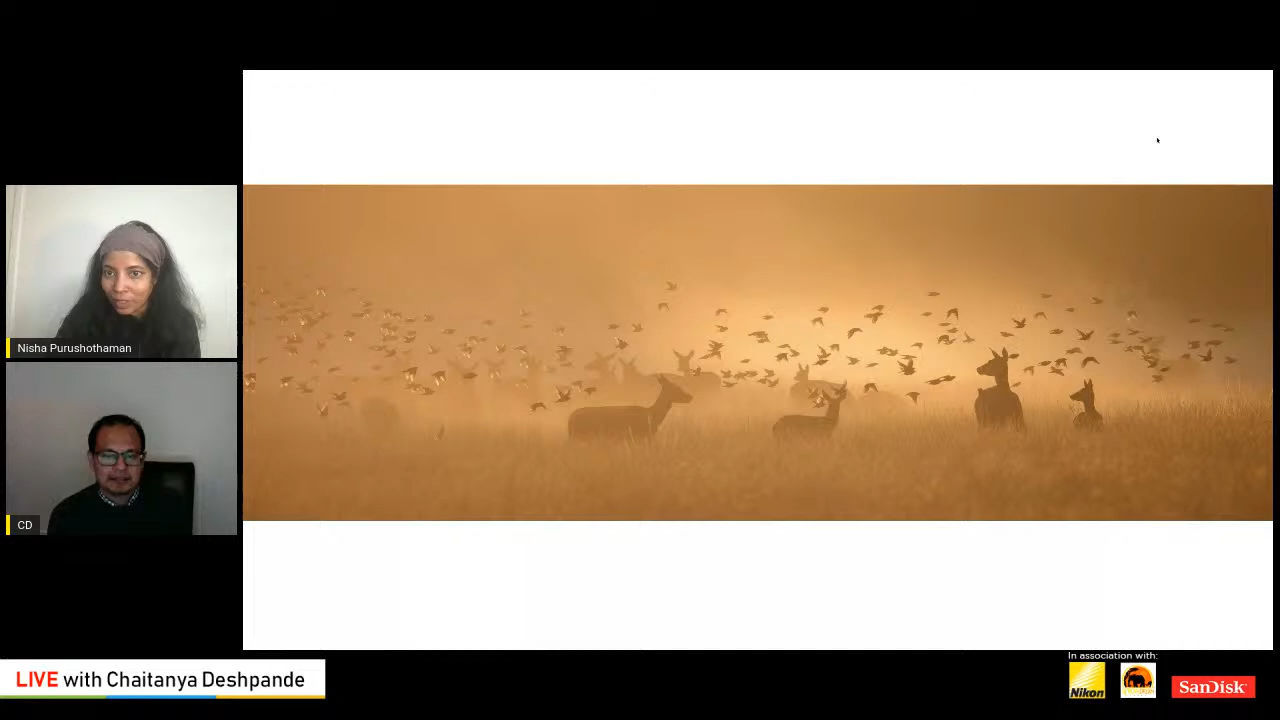 Nisha Purushothaman
CD
LIVE with Chaitanya Deshpande
In association with:
Nikon
SanDisk